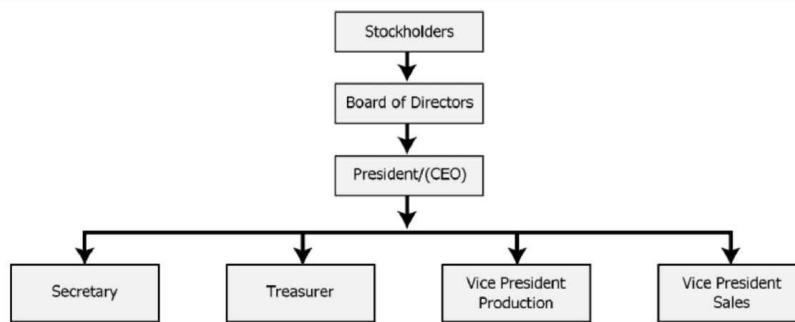 Stockholders
Board of Directors
President/(CEO)
Secretary
Treasurer
Vice President
Production
Vice President
Sales